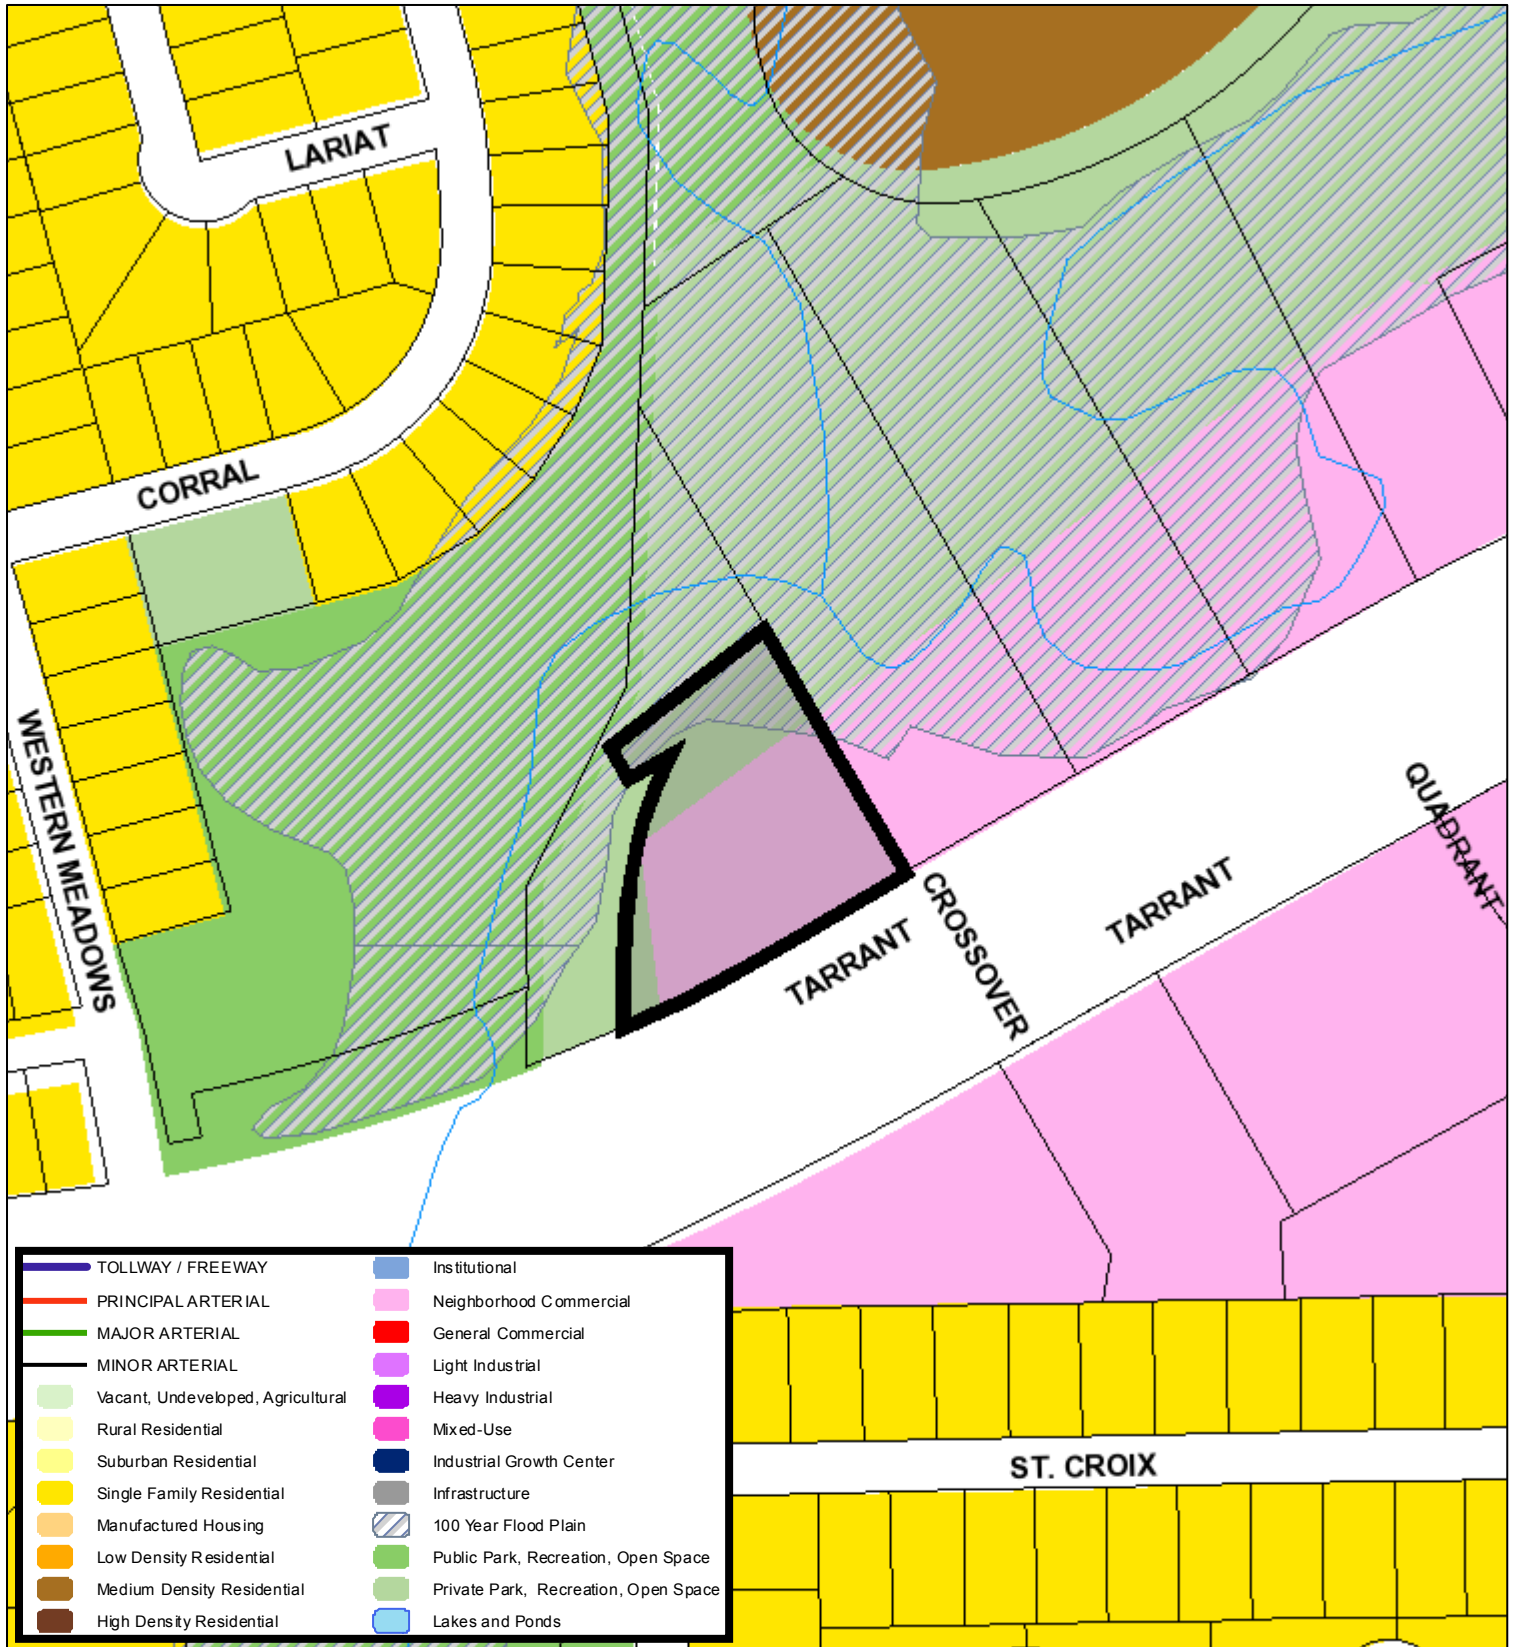 LARIAT
CORRAL
WESTERN MEADOWS
QUADRANT
TARRANT
CROSSOVER
TARRANT
TOLLWAY / FREEWAY
PRINCIPAL ARTERIAL
MAJOR ARTERIAL
MINOR ARTERIAL
Vacant, Undeveloped, Agricultural
Rural Residential
Suburban Residential
Single Family Residential
Manufactured Housing
Low Density Residential
Medium Density Residential
High Density Residential
Institutional
Neighborhood Commercial
General Commercial
Light Industrial
Heavy Industrial
Mixed-Use
Industrial Growth Center
Infrastructure
100 Year Flood Plain
Public Park, Recreation, Open Space
Private Park, Recreation, Open Space
Lakes and Ponds
ST. CROIX